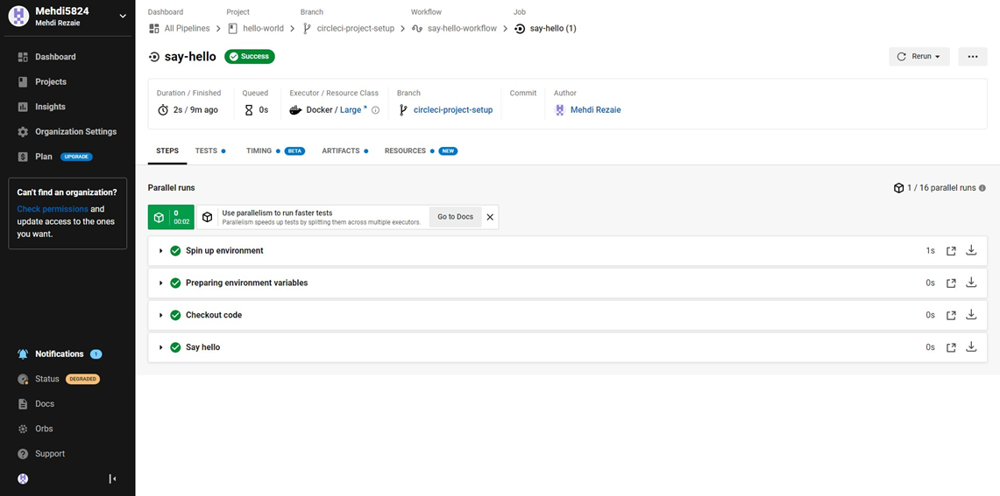 Mehdi5824
Mehdi Rezaie
Dashboard
Projects
Insights
Organization Settings
Plan UPGRADE
Can't find an organization?
Check permissions and
update access to the ones
you want.
Notifications 1
Status DEGRADED
Docs
Orbs
Support
Dashboard Project Branch Workflow Job
All Pipelines hello-world circleci-project-setup say-hello-workflow say-hello (1)
say-hello Success Rerun
Duration / Finished Queued Executor / Resource Class Branch Commit Author
2s / 9m ago 0s Docker / Large circleci-project-setup Mehdi Rezaie
STEPS TESTS TIMING BETA ARTIFACTS RESOURCES NEW
Parallel runs 1 / 16 parallel runs
0
00:02
Use parallelism to run faster tests
Parallelism speeds up tests by splitting them across multiple executors.
Go to Docs
Spin up environment 1s
Preparing environment variables 0s
Checkout code 0s
Say hello 0s